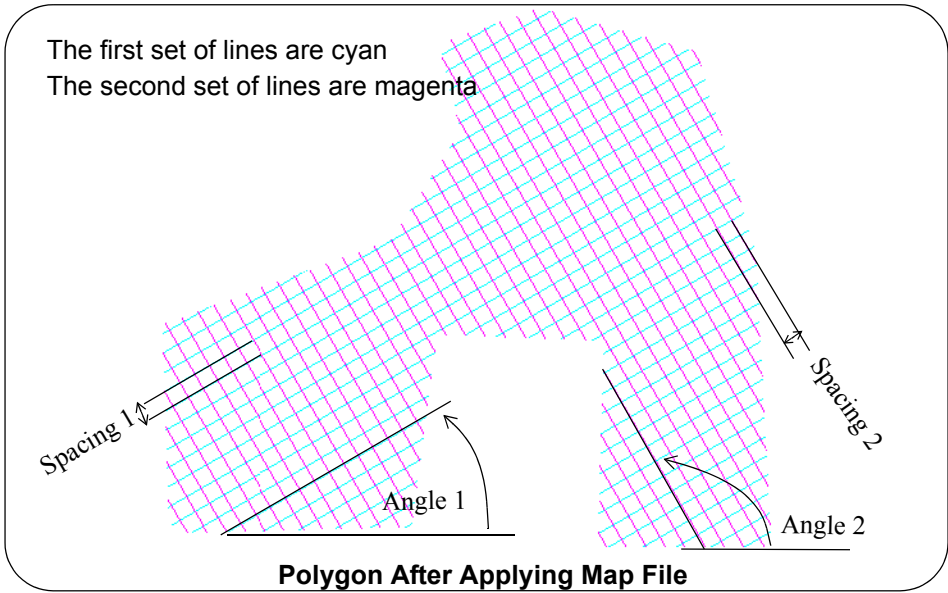 The first set of lines are cyan
The second set of lines are magenta
Spacing 1
Spacing 2
Angle 1
Angle 2
Polygon After Applying Map File